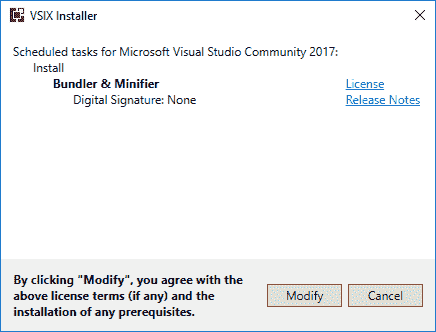 VSIX Installer
Scheduled tasks for Microsoft Visual Studio Community 2017:
Install
Bundler & Minifier License
Digital Signature: None Release Notes
By clicking "Modify", you agree with the
above license terms (if any) and the
installation of any prerequisites.
Modify Cancel